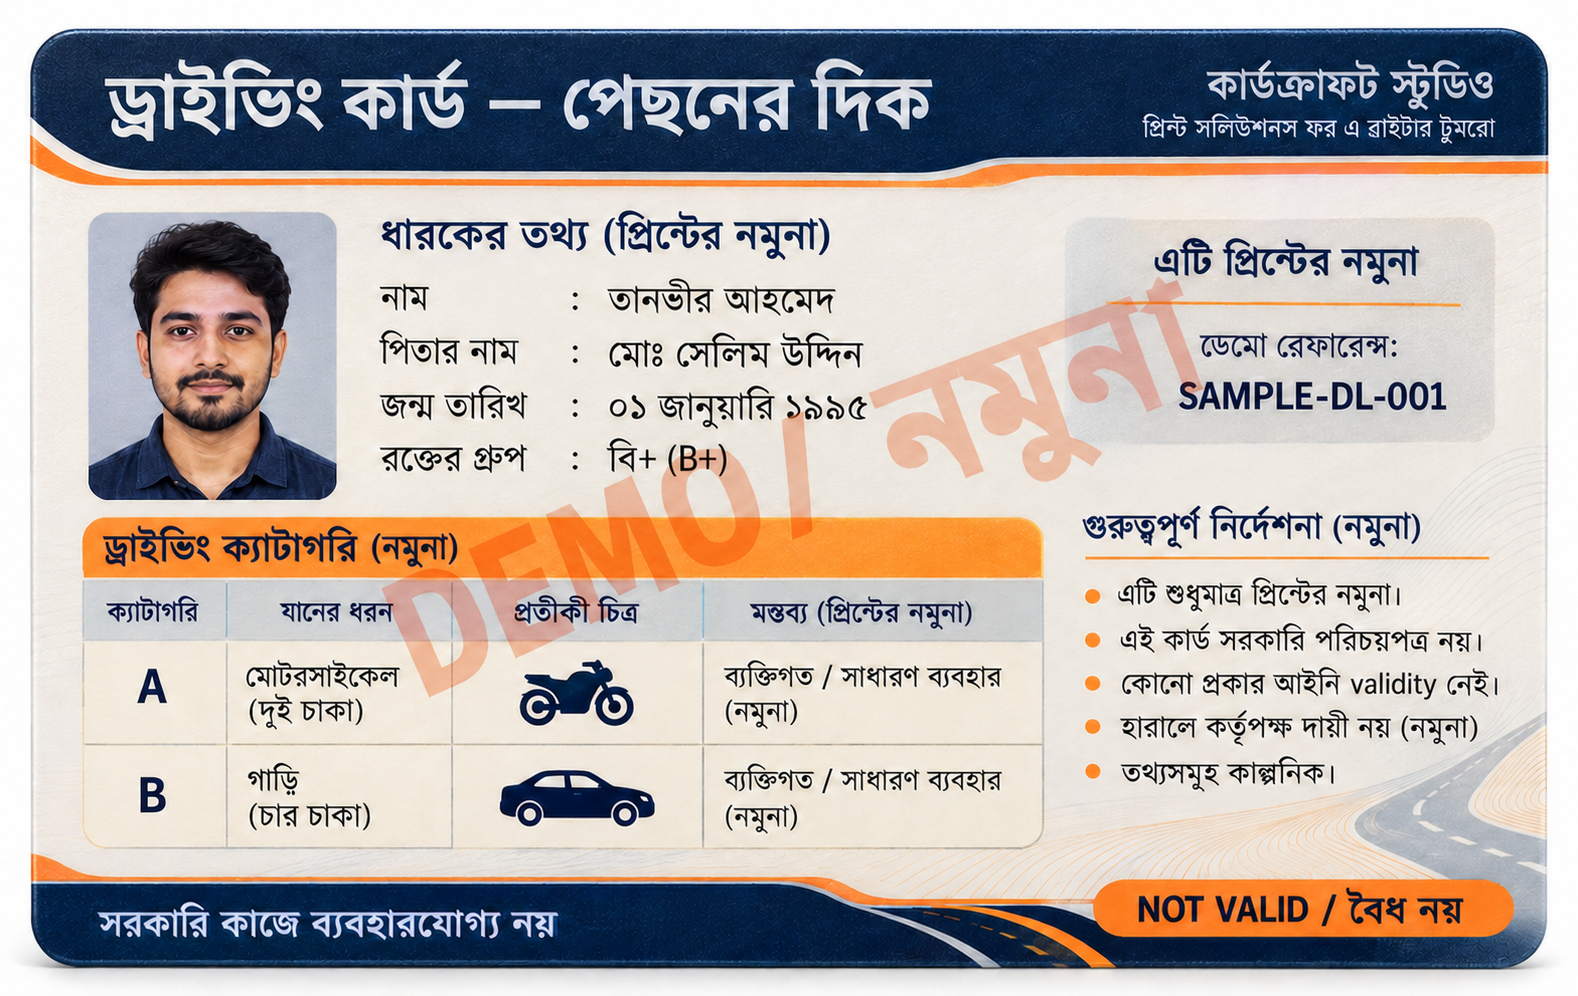 ড্রাইভিং কার্ড — পেছনের দিক
কার্ডক্রাফট স্টুডিও
প্রিন্ট সলিউশনস ফর এ ব্রাইটার টুমরো
ধারকের তথ্য (প্রিন্টের নমুনা)
নাম : তানভীর আহমেদ
পিতার নাম : মোঃ সেলিম উদ্দিন
জন্ম তারিখ : ০১ জানুয়ারি ১৯৯৫
রক্তের গ্রুপ : বি+ (B+)
এটি প্রিন্টের নমুনা
ডেমো রেফারেন্স:
SAMPLE-DL-001
DEMO / নমুনা
ড্রাইভিং ক্যাটাগরি (নমুনা)
ক্যাটাগরি যানের ধরন প্রতীকী চিত্র মন্তব্য (প্রিন্টের নমুনা)
A মোটরসাইকেল ব্যক্তিগত / সাধারণ ব্যবহার
(দুই চাকা) (নমুনা)
B গাড়ি ব্যক্তিগত / সাধারণ ব্যবহার
(চার চাকা) (নমুনা)
গুরুত্বপূর্ণ নির্দেশনা (নমুনা)
• এটি শুধুমাত্র প্রিন্টের নমুনা।
• এই কার্ড সরকারি পরিচয়পত্র নয়।
• কোনো প্রকার আইনি validity নেই।
• হারালে কর্তৃপক্ষ দায়ী নয় (নমুনা)
• তথ্যসমুহ কাল্পনিক।
সরকারি কাজে ব্যবহারযোগ্য নয়
NOT VALID / বৈধ নয়